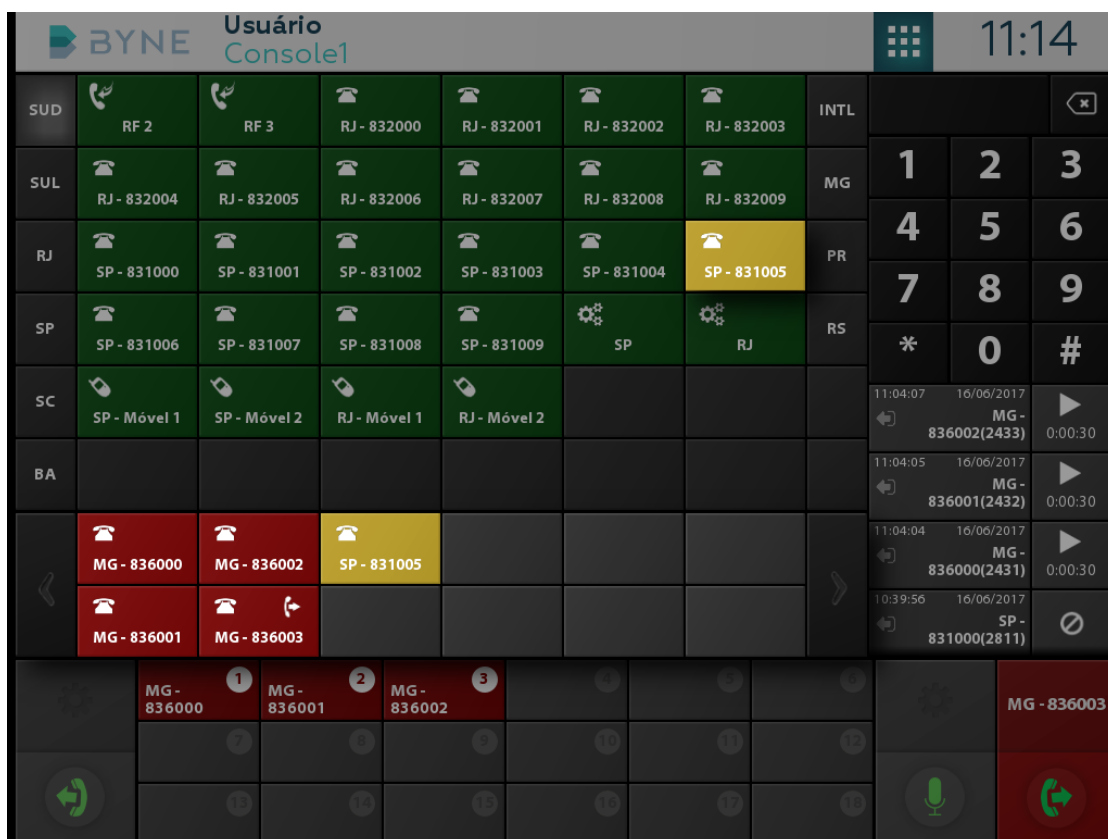 BYNE
Usuário
Console1
11:14
SUD
RF 2
RF 3
RJ - 832000
RJ - 832001
RJ - 832002
RJ - 832003
INTL
SUL
RJ - 832004
RJ - 832005
RJ - 832006
RJ - 832007
RJ - 832008
RJ - 832009
MG
RJ
SP - 831000
SP - 831001
SP - 831002
SP - 831003
SP - 831004
SP - 831005
PR
SP
SP - 831006
SP - 831007
SP - 831008
SP - 831009
SP
RJ
RS
SC
SP - Móvel 1
SP - Móvel 2
RJ - Móvel 1
RJ - Móvel 2
BA
MG - 836000
MG - 836002
SP - 831005
MG - 836001
MG - 836003
1 2 3
4 5 6
7 8 9
* 0 #
11:04:07 16/06/2017
MG -
836002(2433)
0:00:30
11:04:05 16/06/2017
MG -
836001(2432)
0:00:30
11:04:04 16/06/2017
MG -
836000(2431)
0:00:30
10:39:56 16/06/2017
SP -
831000(2811)
MG -
836000
1
MG -
836001
2
MG -
836002
3
4
5
6
7
8
9
10
11
12
13
14
15
16
17
18
MG - 836003